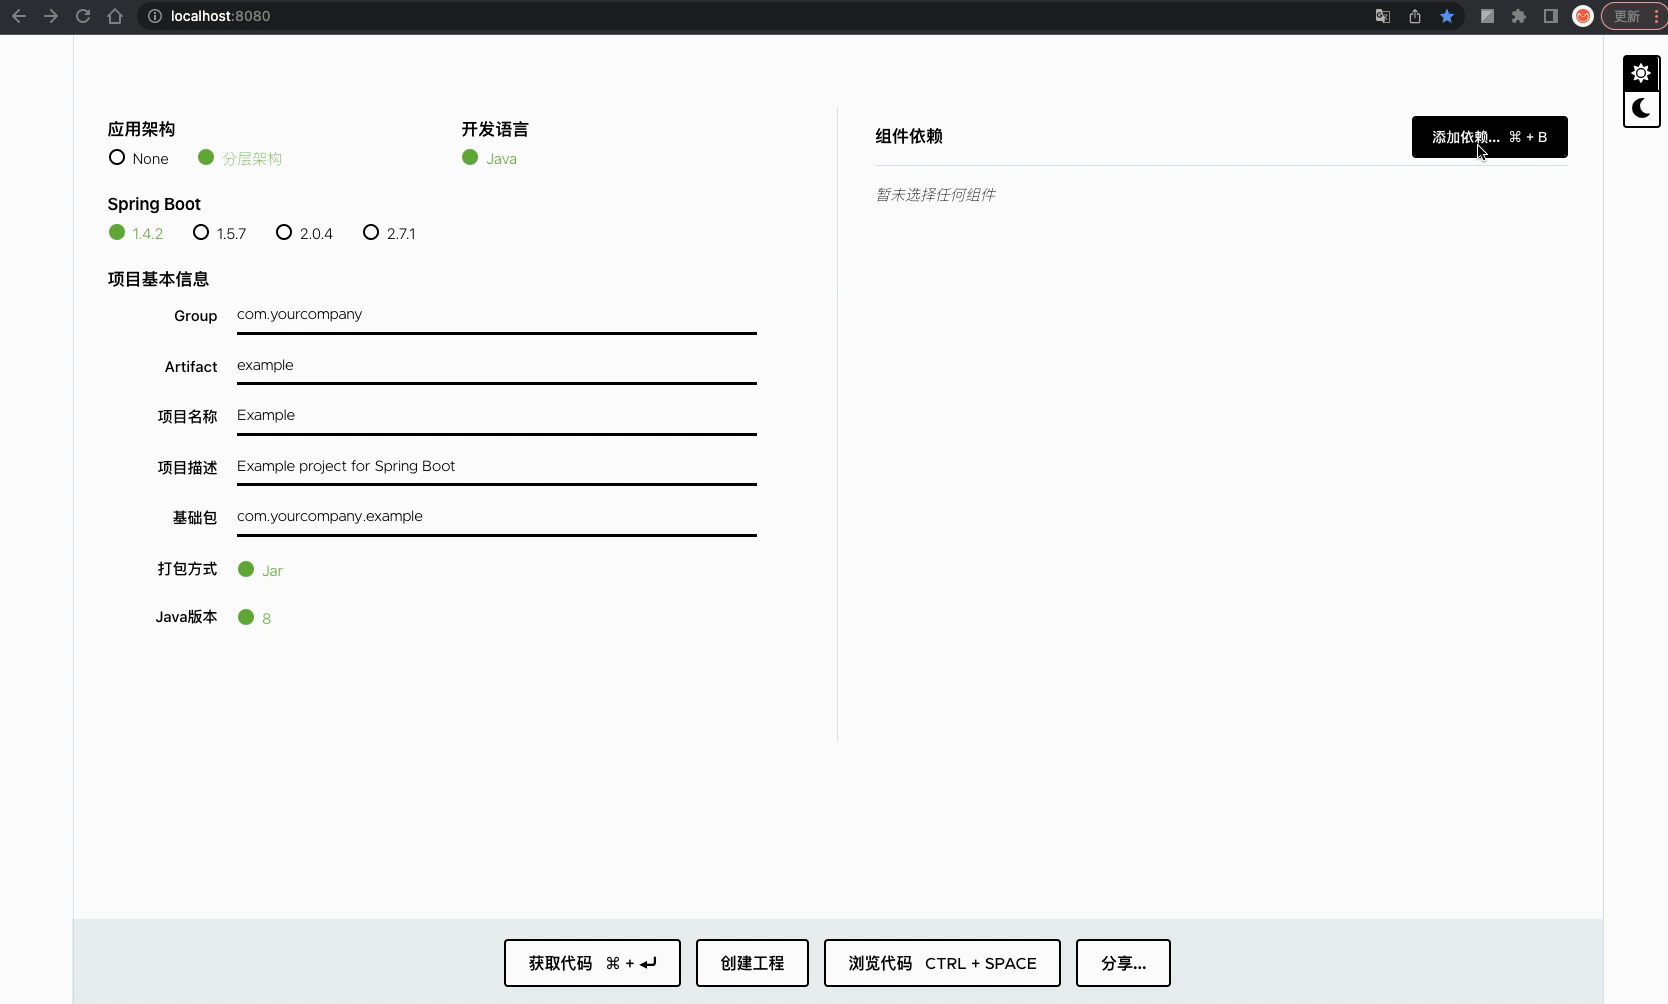 localhost:8080
更新
应用架构
None 分层架构
开发语言
Java
Spring Boot
1.4.2 1.5.7 2.0.4 2.7.1
项目基本信息
Group com.yourcompany
Artifact example
项目名称 Example
项目描述 Example project for Spring Boot
基础包 com.yourcompany.example
打包方式 Jar
Java版本 8
组件依赖
添加依赖... ⌘ + B
暂未选择任何组件
获取代码 ⌘ + ⏎
创建工程
浏览代码 CTRL + SPACE
分享...